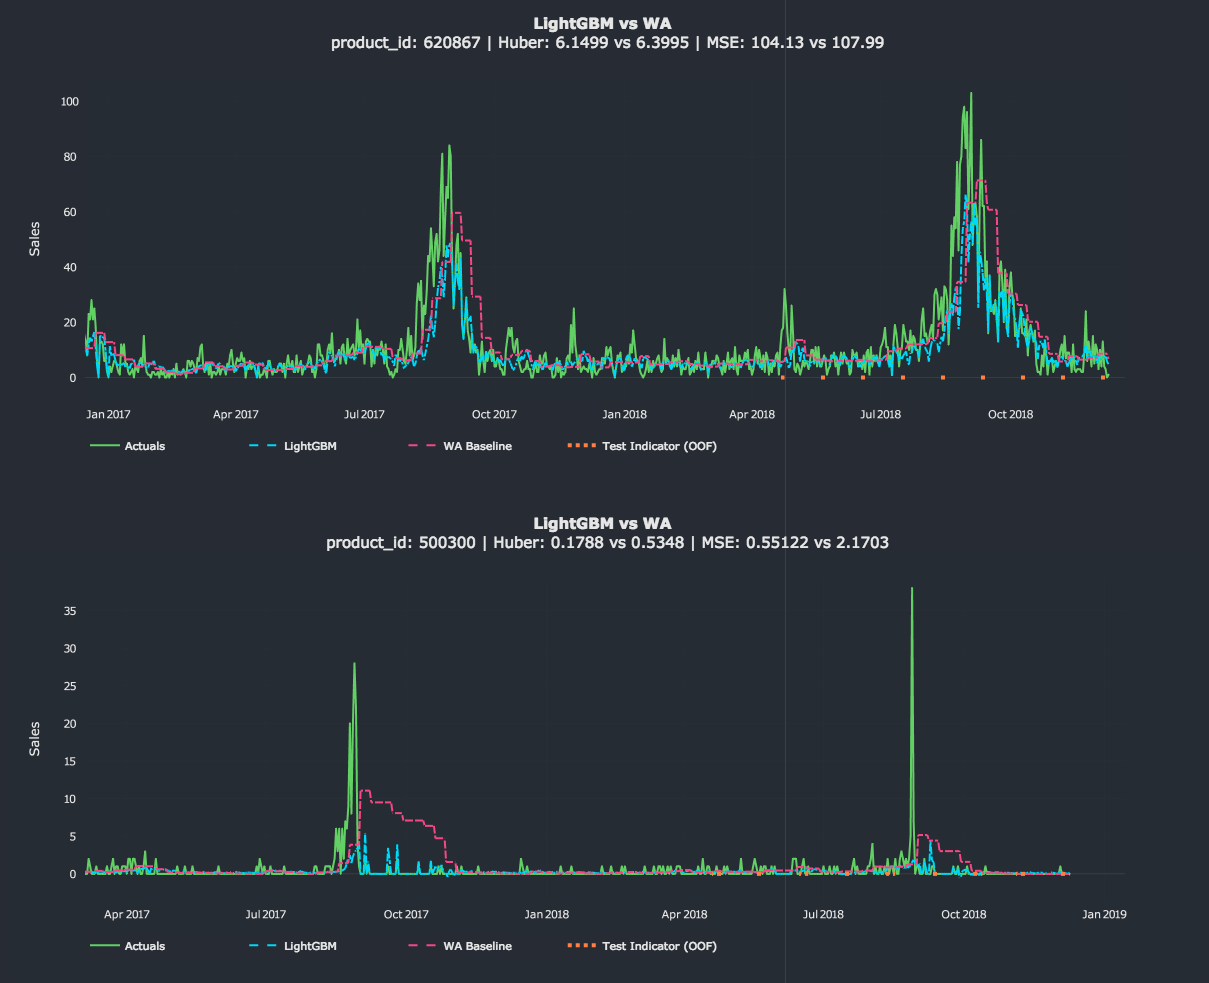 LightGBM vs WA
product_id: 620867 | Huber: 6.1499 vs 6.3995 | MSE: 104.13 vs 107.99
100
80
60
40
20
0
Sales
Jan 2017 Apr 2017 Jul 2017 Oct 2017 Jan 2018 Apr 2018 Jul 2018 Oct 2018
Actuals LightGBM WA Baseline Test Indicator (OOF)
LightGBM vs WA
product_id: 500300 | Huber: 0.1788 vs 0.5348 | MSE: 0.55122 vs 2.1703
35
30
25
20
15
10
5
0
Sales
Apr 2017 Jul 2017 Oct 2017 Jan 2018 Apr 2018 Jul 2018 Oct 2018 Jan 2019
Actuals LightGBM WA Baseline Test Indicator (OOF)